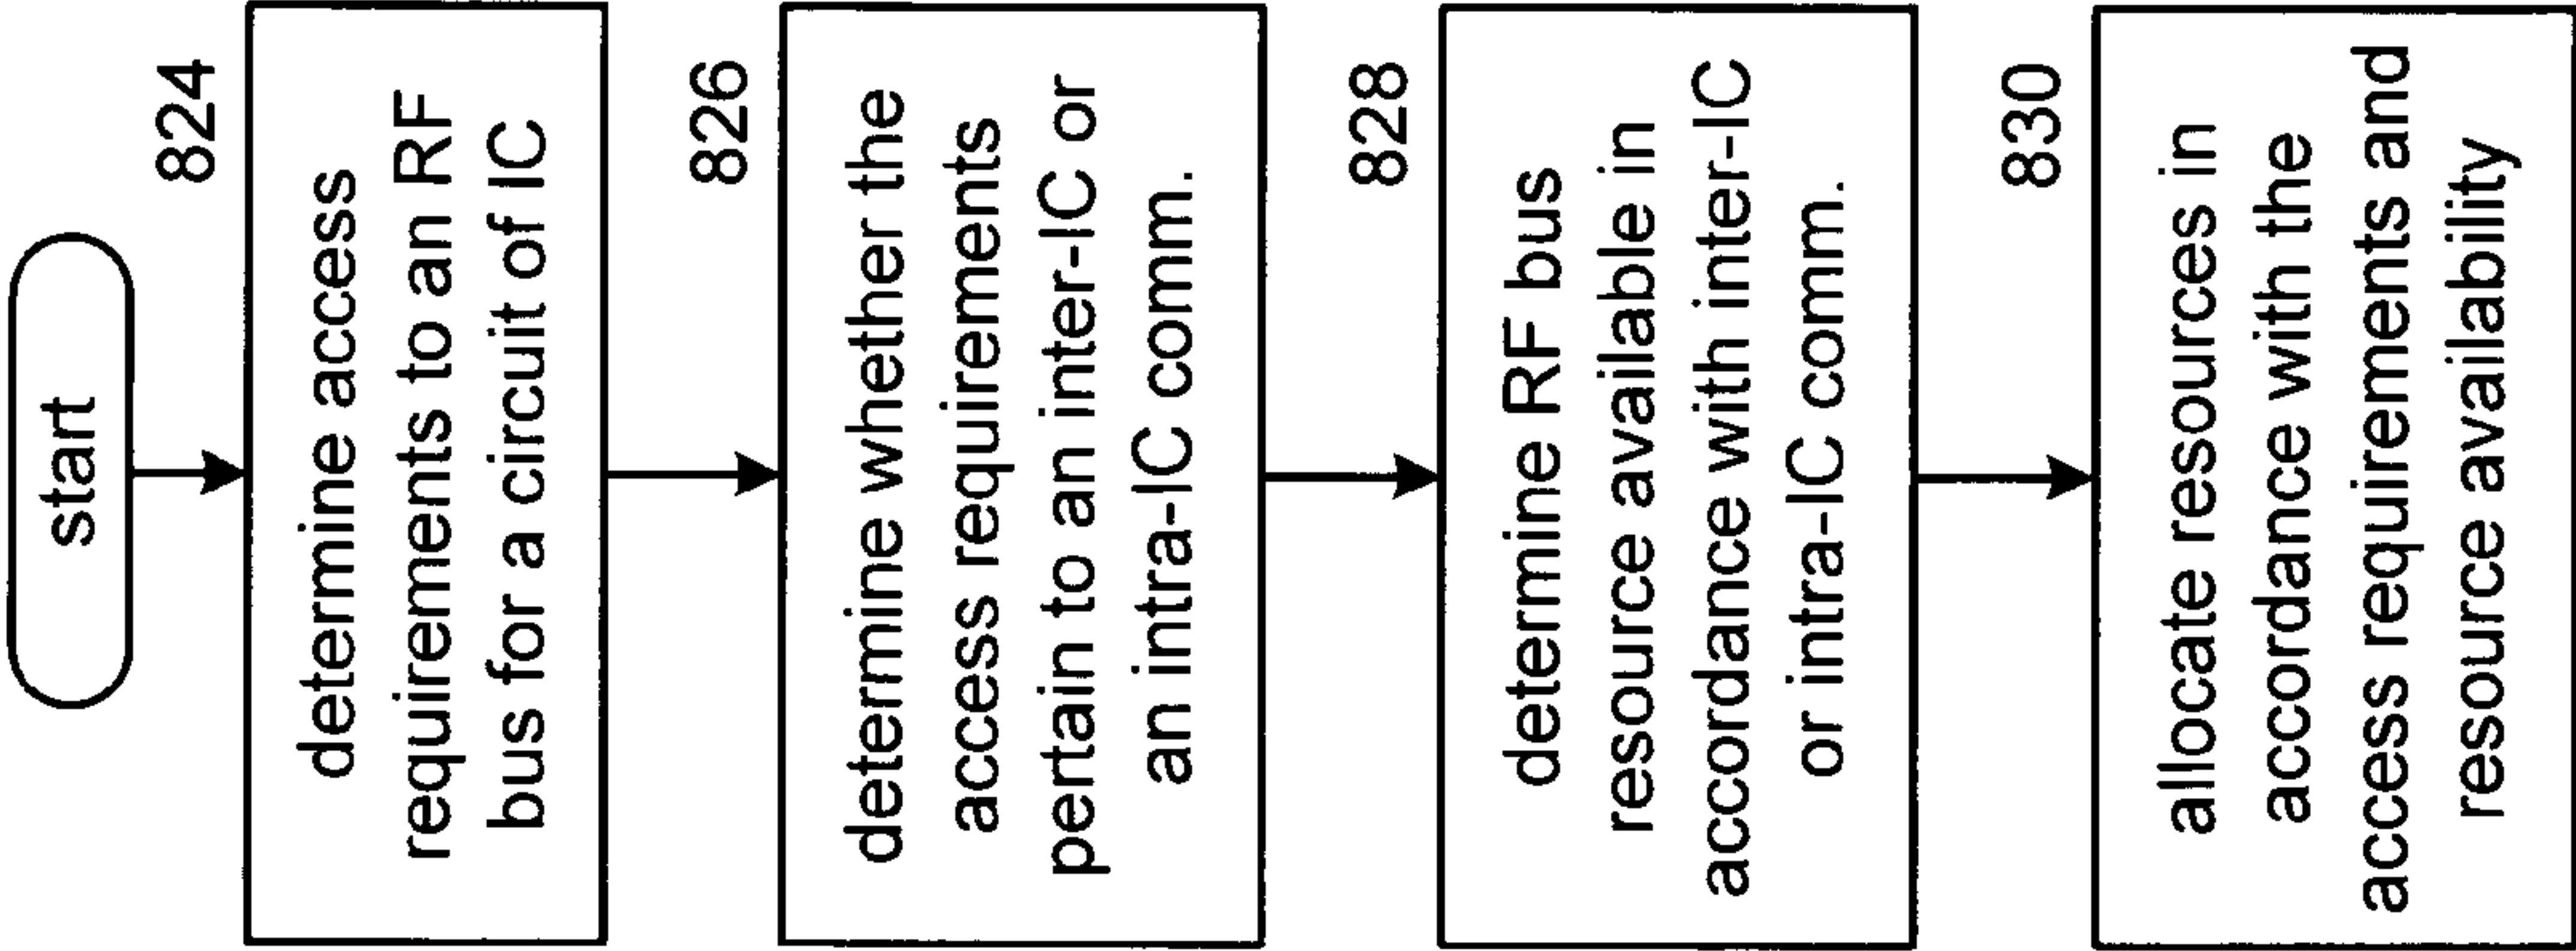 start
824
determine access
requirements to an RF
bus for a circuit of IC
826
determine whether the
access requirements
pertain to an inter-IC or
an intra-IC comm.
828
determine RF bus
resource available in
accordance with inter-IC
or intra-IC comm.
830
allocate resources in
accordance with the
access requirements and
resource availability